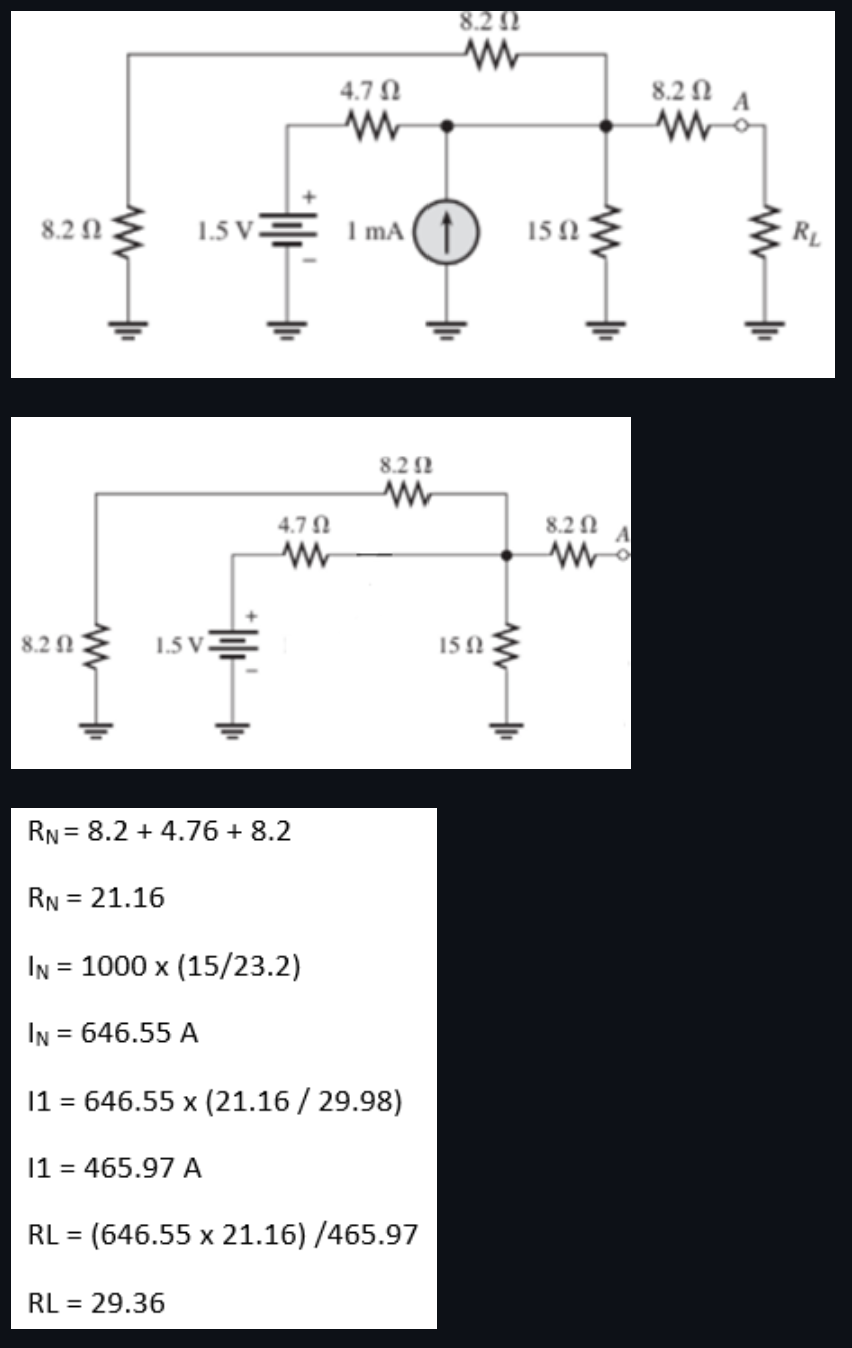 8.2 Ω
4.7 Ω
8.2 Ω
A
+
8.2 Ω
1.5 V
1 mA
15 Ω
R_L
–
8.2 Ω
4.7 Ω
8.2 Ω
A
+
8.2 Ω
1.5 V
15 Ω
–
R_N = 8.2 + 4.76 + 8.2
R_N = 21.16
I_N = 1000 x (15/23.2)
I_N = 646.55 A
I1 = 646.55 x (21.16 / 29.98)
I1 = 465.97 A
RL = (646.55 x 21.16) /465.97
RL = 29.36